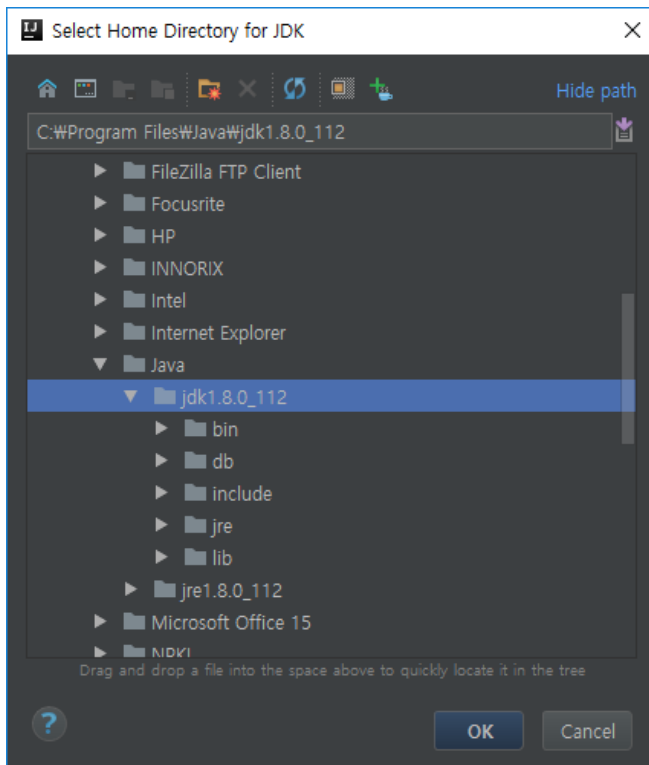 IJ Select Home Directory for JDK
Hide path
C:₩Program Files₩Java₩jdk1.8.0_112
FileZilla FTP Client
Focusrite
HP
INNORIX
Intel
Internet Explorer
Java
jdk1.8.0_112
bin
db
include
jre
lib
jre1.8.0_112
Microsoft Office 15
NPKI
Drag and drop a file into the space above to quickly locate it in the tree
?
OK
Cancel